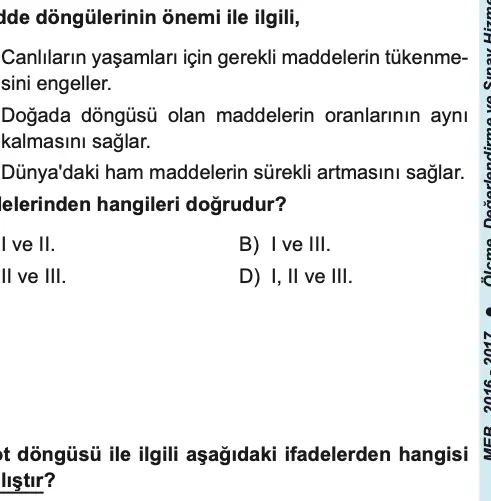 dde döngülerinin önemi ile ilgili,
Canlıların yaşamları için gerekli maddelerin tükenme-
sini engeller.
Doğada döngüsü olan maddelerin oranlarının aynı
kalmasını sağlar.
Dünya'daki ham maddelerin sürekli artmasını sağlar.
elerinden hangileri doğrudur?
I ve II.
B) I ve III.
II ve III.
D) I, II ve III.
ot döngüsü ile ilgili aşağıdaki ifadelerden hangisi
lıştır?
MEB 2016 - 2017 ● Ölçme, Değerlendirme ve Sınav Hizme